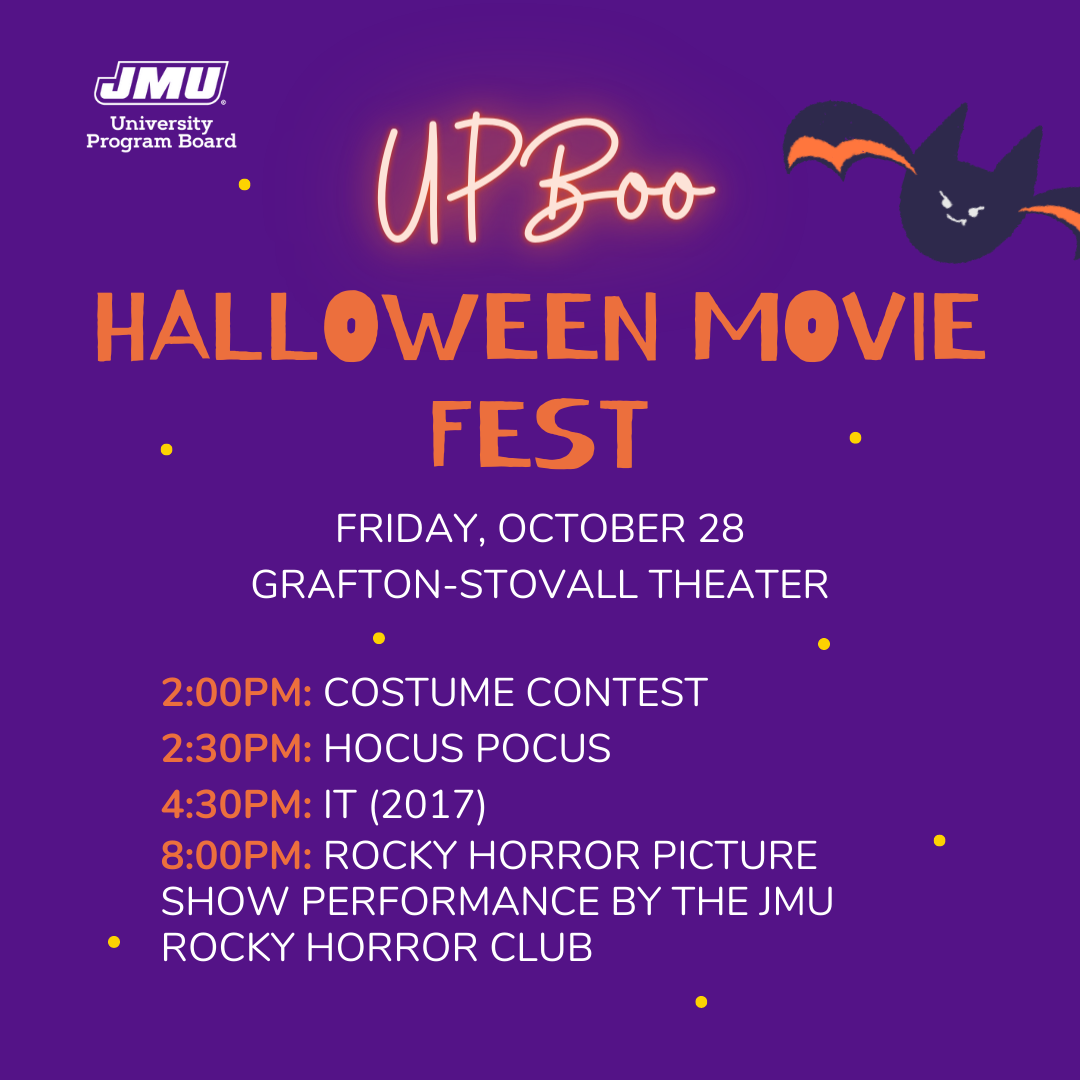 JMU
University
Program Board
UPBoo
HALLOWEEN MOVIE
FEST
FRIDAY, OCTOBER 28
GRAFTON-STOVALL THEATER
2:00PM: COSTUME CONTEST
2:30PM: HOCUS POCUS
4:30PM: IT (2017)
8:00PM: ROCKY HORROR PICTURE
SHOW PERFORMANCE BY THE JMU
ROCKY HORROR CLUB